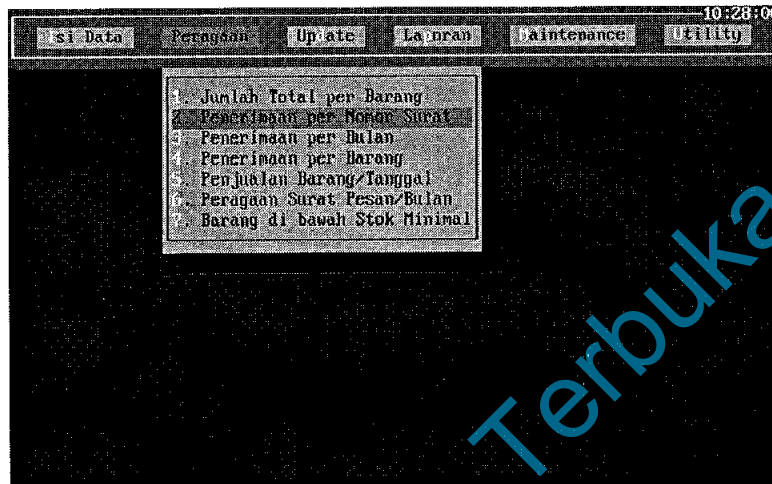 10:28:0
Isi Data Peragaan Update Laporan Maintenance Utility
1. Jumlah Total per Barang
2. Penerimaan per Nomor Surat
3. Penerimaan per Bulan
4. Penerimaan per Barang
5. Penjualan Barang/Tanggal
6. Peragaan Surat Pesan/Bulan
7. Barang di bawah Stok Minimal
Terbuka